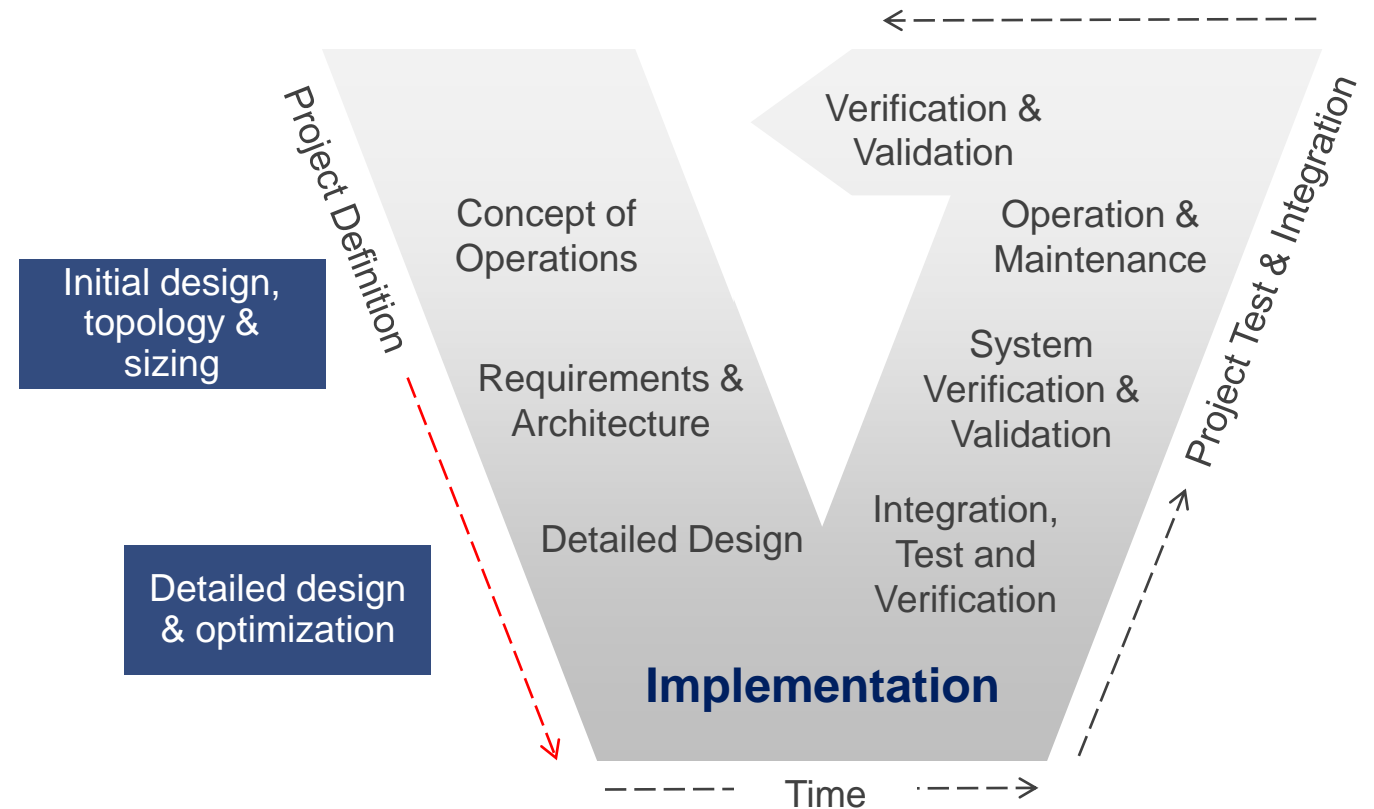 Project Definition
Initial design,
topology &
sizing
Detailed design
& optimization
Concept of
Operations
Requirements &
Architecture
Detailed Design
Implementation
Integration,
Test and
Verification
System
Verification &
Validation
Operation &
Maintenance
Verification &
Validation
Project Test & Integration
Time